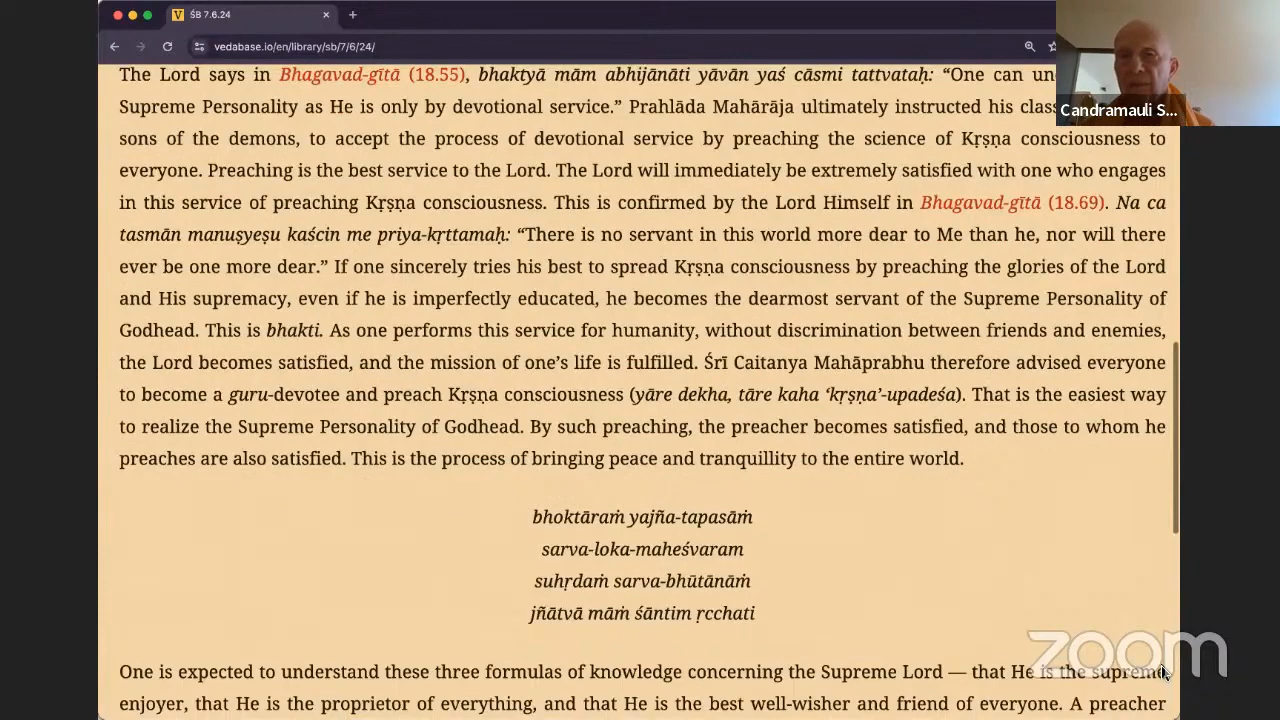 ŚB 7.6.24
vedabase.io/en/library/sb/7/6/24/
The Lord says in Bhagavad-gītā (18.55), bhaktyā mām abhijānāti yāvān yaś cāsmi tattvataḥ: “One can
Candramauli S...
Supreme Personality as He is only by devotional service.” Prahlāda Mahārāja ultimately instructed his
sons of the demons, to accept the process of devotional service by preaching the science of Kṛṣṇa consciousness to
everyone. Preaching is the best service to the Lord. The Lord will immediately be extremely satisfied with one who engages
in this service of preaching Kṛṣṇa consciousness. This is confirmed by the Lord Himself in Bhagavad-gītā (18.69). Na ca
tasmān manuṣyeṣu kaścin me priya-kṛttamaḥ: “There is no servant in this world more dear to Me than he, nor will there
ever be one more dear.” If one sincerely tries his best to spread Kṛṣṇa consciousness by preaching the glories of the Lord
and His supremacy, even if he is imperfectly educated, he becomes the dearmost servant of the Supreme Personality of
Godhead. This is bhakti. As one performs this service for humanity, without discrimination between friends and enemies,
the Lord becomes satisfied, and the mission of one’s life is fulfilled. Śrī Caitanya Mahāprabhu therefore advised everyone
to become a guru-devotee and preach Kṛṣṇa consciousness (yāre dekha, tāre kaha ‘kṛṣṇa’-upadeśa). That is the easiest way
to realize the Supreme Personality of Godhead. By such preaching, the preacher becomes satisfied, and those to whom he
preaches are also satisfied. This is the process of bringing peace and tranquillity to the entire world.
bhoktāraṁ yajña-tapasāṁ
sarva-loka-maheśvaram
suhṛdaṁ sarva-bhūtānāṁ
jñātvā māṁ śāntim ṛcchati
One is expected to understand these three formulas of knowledge concerning the Supreme Lord — that He is the supreme
enjoyer, that He is the proprietor of everything, and that He is the best well-wisher and friend of everyone. A preacher
zoom